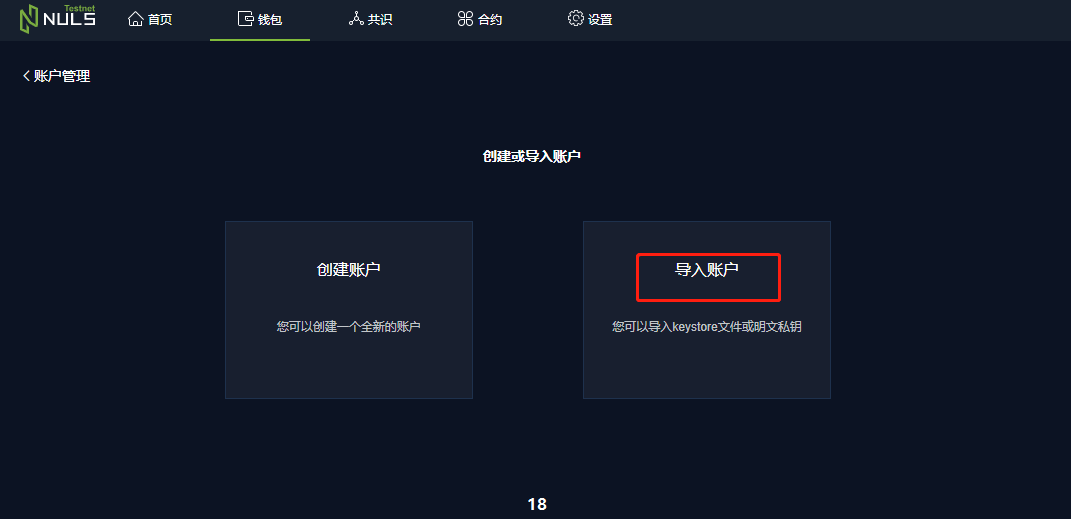 Testnet
NULS 首页 钱包 共识 合约 设置
账户管理
创建或导入账户
创建账户
您可以创建一个全新的账户
导入账户
您可以导入keystore文件或明文私钥
18